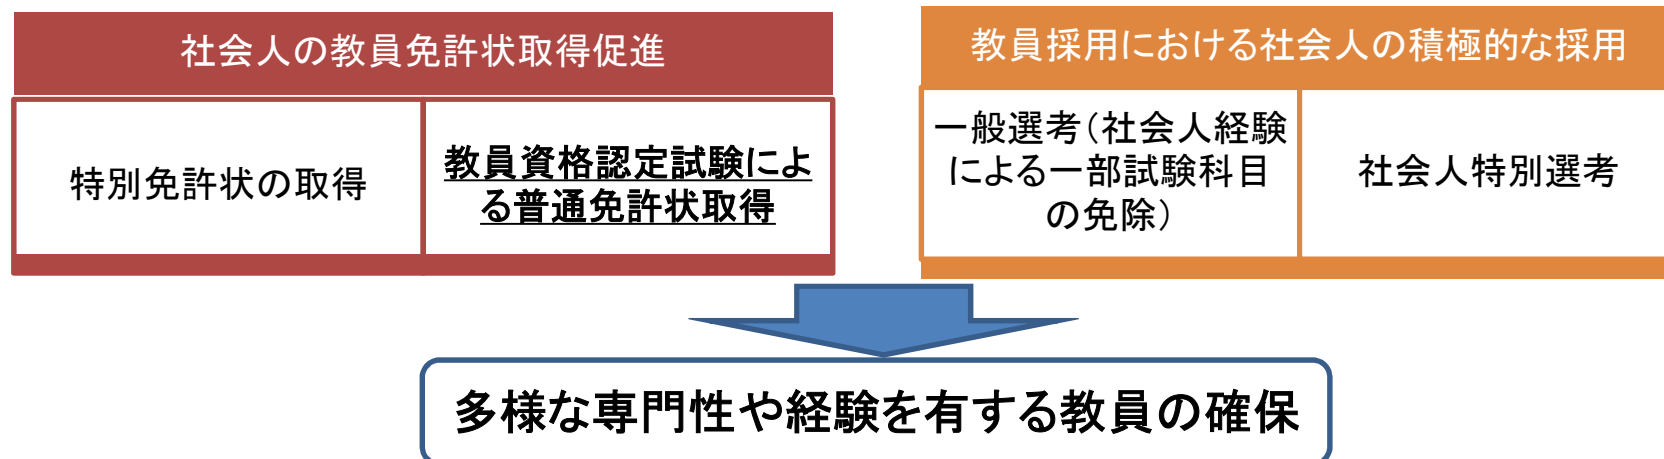 社会人の教員免許状取得促進
特別免許状の取得
教員資格認定試験によ
る普通免許状取得
教員採用における社会人の積極的な採用
一般選考(社会人経験
による一部試験科目
の免除)
社会人特別選考
多様な専門性や経験を有する教員の確保